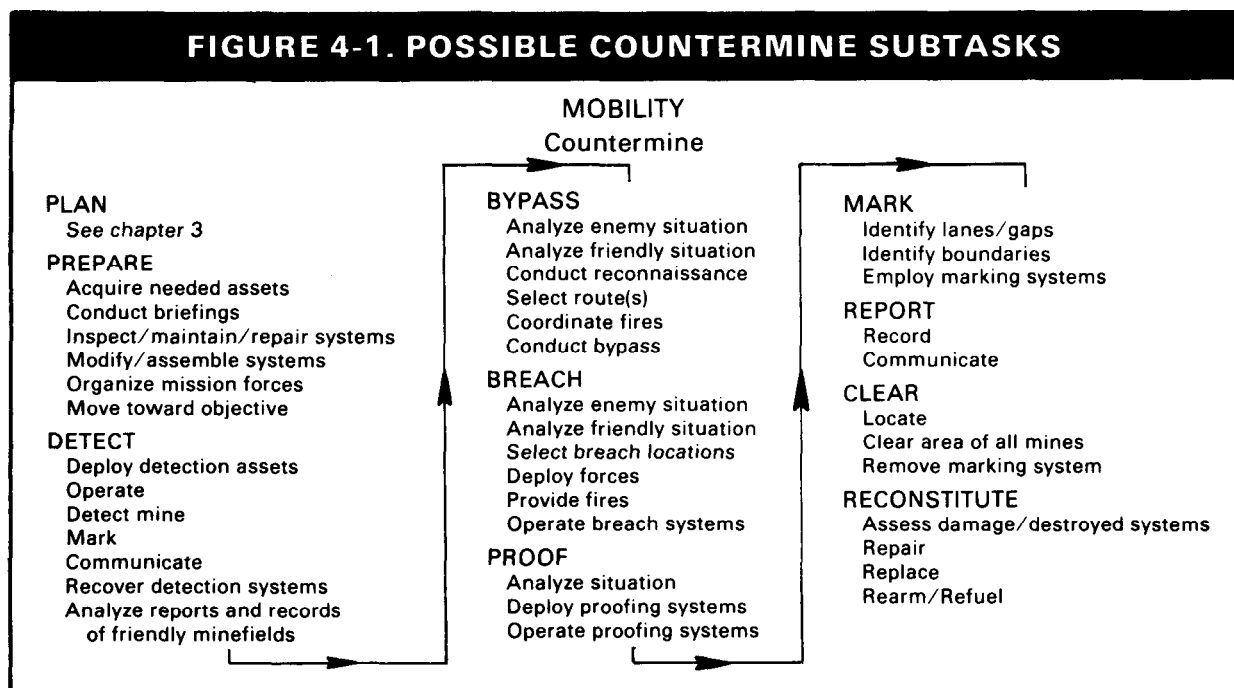 FIGURE 4-1. POSSIBLE COUNTERMINE SUBTASKS
MOBILITY
Countermine
PLAN
See chapter 3
PREPARE
Acquire needed assets
Conduct briefings
Inspect/maintain/repair systems
Modify/assemble systems
Organize mission forces
Move toward objective
DETECT
Deploy detection assets
Operate
Detect mine
Mark
Communicate
Recover detection systems
Analyze reports and records
of friendly minefields
BYPASS
Analyze enemy situation
Analyze friendly situation
Conduct reconnaissance
Select route(s)
Coordinate fires
Conduct bypass
BREACH
Analyze enemy situation
Analyze friendly situation
Select breach locations
Deploy forces
Provide fires
Operate breach systems
PROOF
Analyze situation
Deploy proofing systems
Operate proofing systems
MARK
Identify lanes/gaps
Identify boundaries
Employ marking systems
REPORT
Record
Communicate
CLEAR
Locate
Clear area of all mines
Remove marking system
RECONSTITUTE
Assess damage/destroyed systems
Repair
Replace
Rearm/Refuel